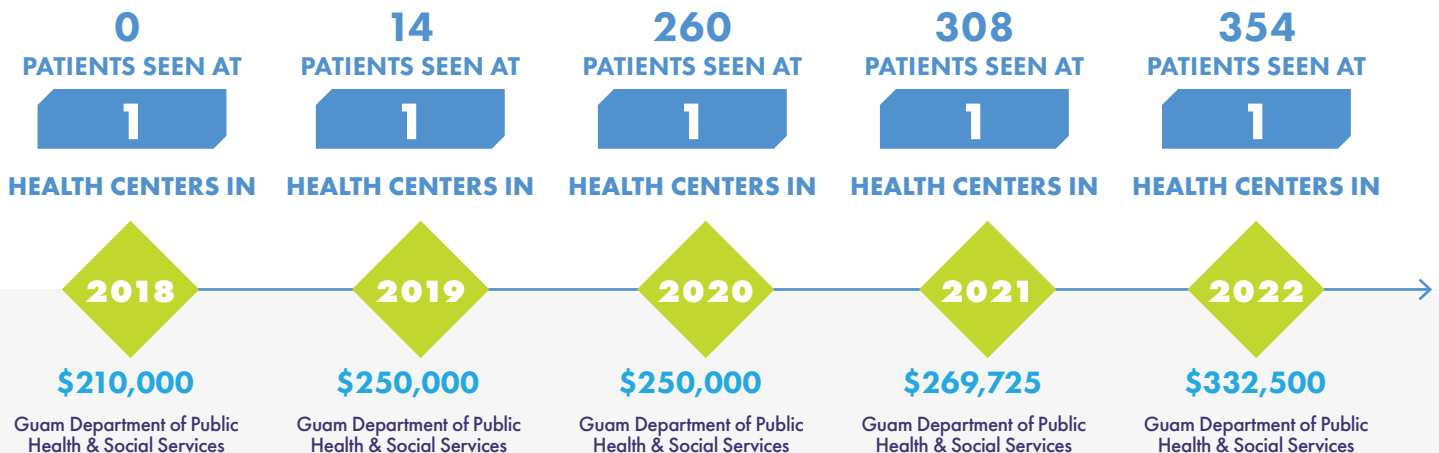 0
PATIENTS SEEN AT
1
HEALTH CENTERS IN
2018
$210,000
Guam Department of Public
Health & Social Services
14
PATIENTS SEEN AT
1
HEALTH CENTERS IN
2019
$250,000
Guam Department of Public
Health & Social Services
260
PATIENTS SEEN AT
1
HEALTH CENTERS IN
2020
$250,000
Guam Department of Public
Health & Social Services
308
PATIENTS SEEN AT
1
HEALTH CENTERS IN
2021
$269,725
Guam Department of Public
Health & Social Services
354
PATIENTS SEEN AT
1
HEALTH CENTERS IN
2022
$332,500
Guam Department of Public
Health & Social Services